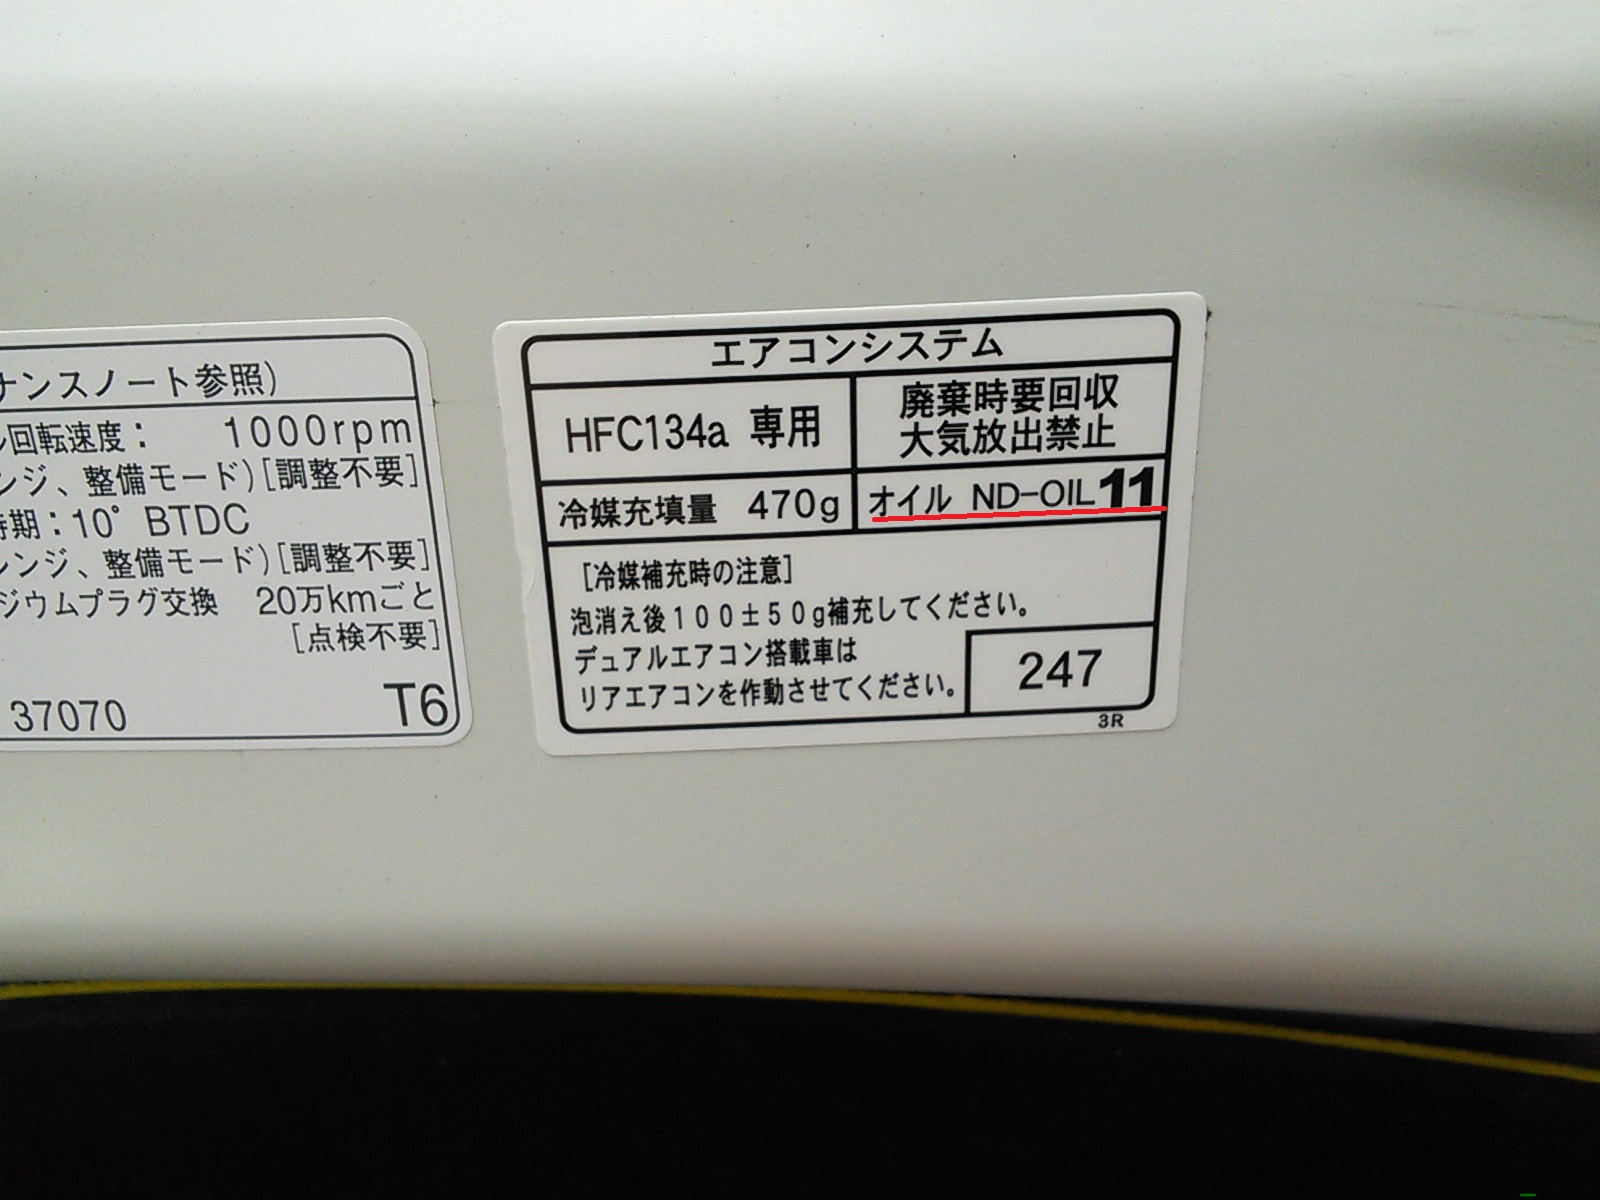 ナンスノート参照)
回転速度: 1000rpm
ンジ、整備モード)[調整不要]
時期:10° BTDC
レンジ、整備モード)[調整不要]
ジウムプラグ交換 20万kmごと
[点検不要]
37070 T6
エアコンシステム
HFC134a 専用
廃棄時要回収
大気放出禁止
冷媒充填量 470g
オイル ND-OIL11
[冷媒補充時の注意]
泡消え後100±50g補充してください。
デュアルエアコン搭載車は
リアエアコンを作動させてください。
247
3R